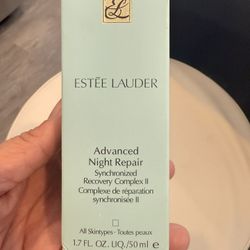 ESTĒE LAUDER
Advanced
Night Repair
Synchronized
Recovery Complex II
Complexe de réparation
synchronisée II
All Skintypes · Toutes peaux
1.7 FL. OZ. LIQ./50 ml e